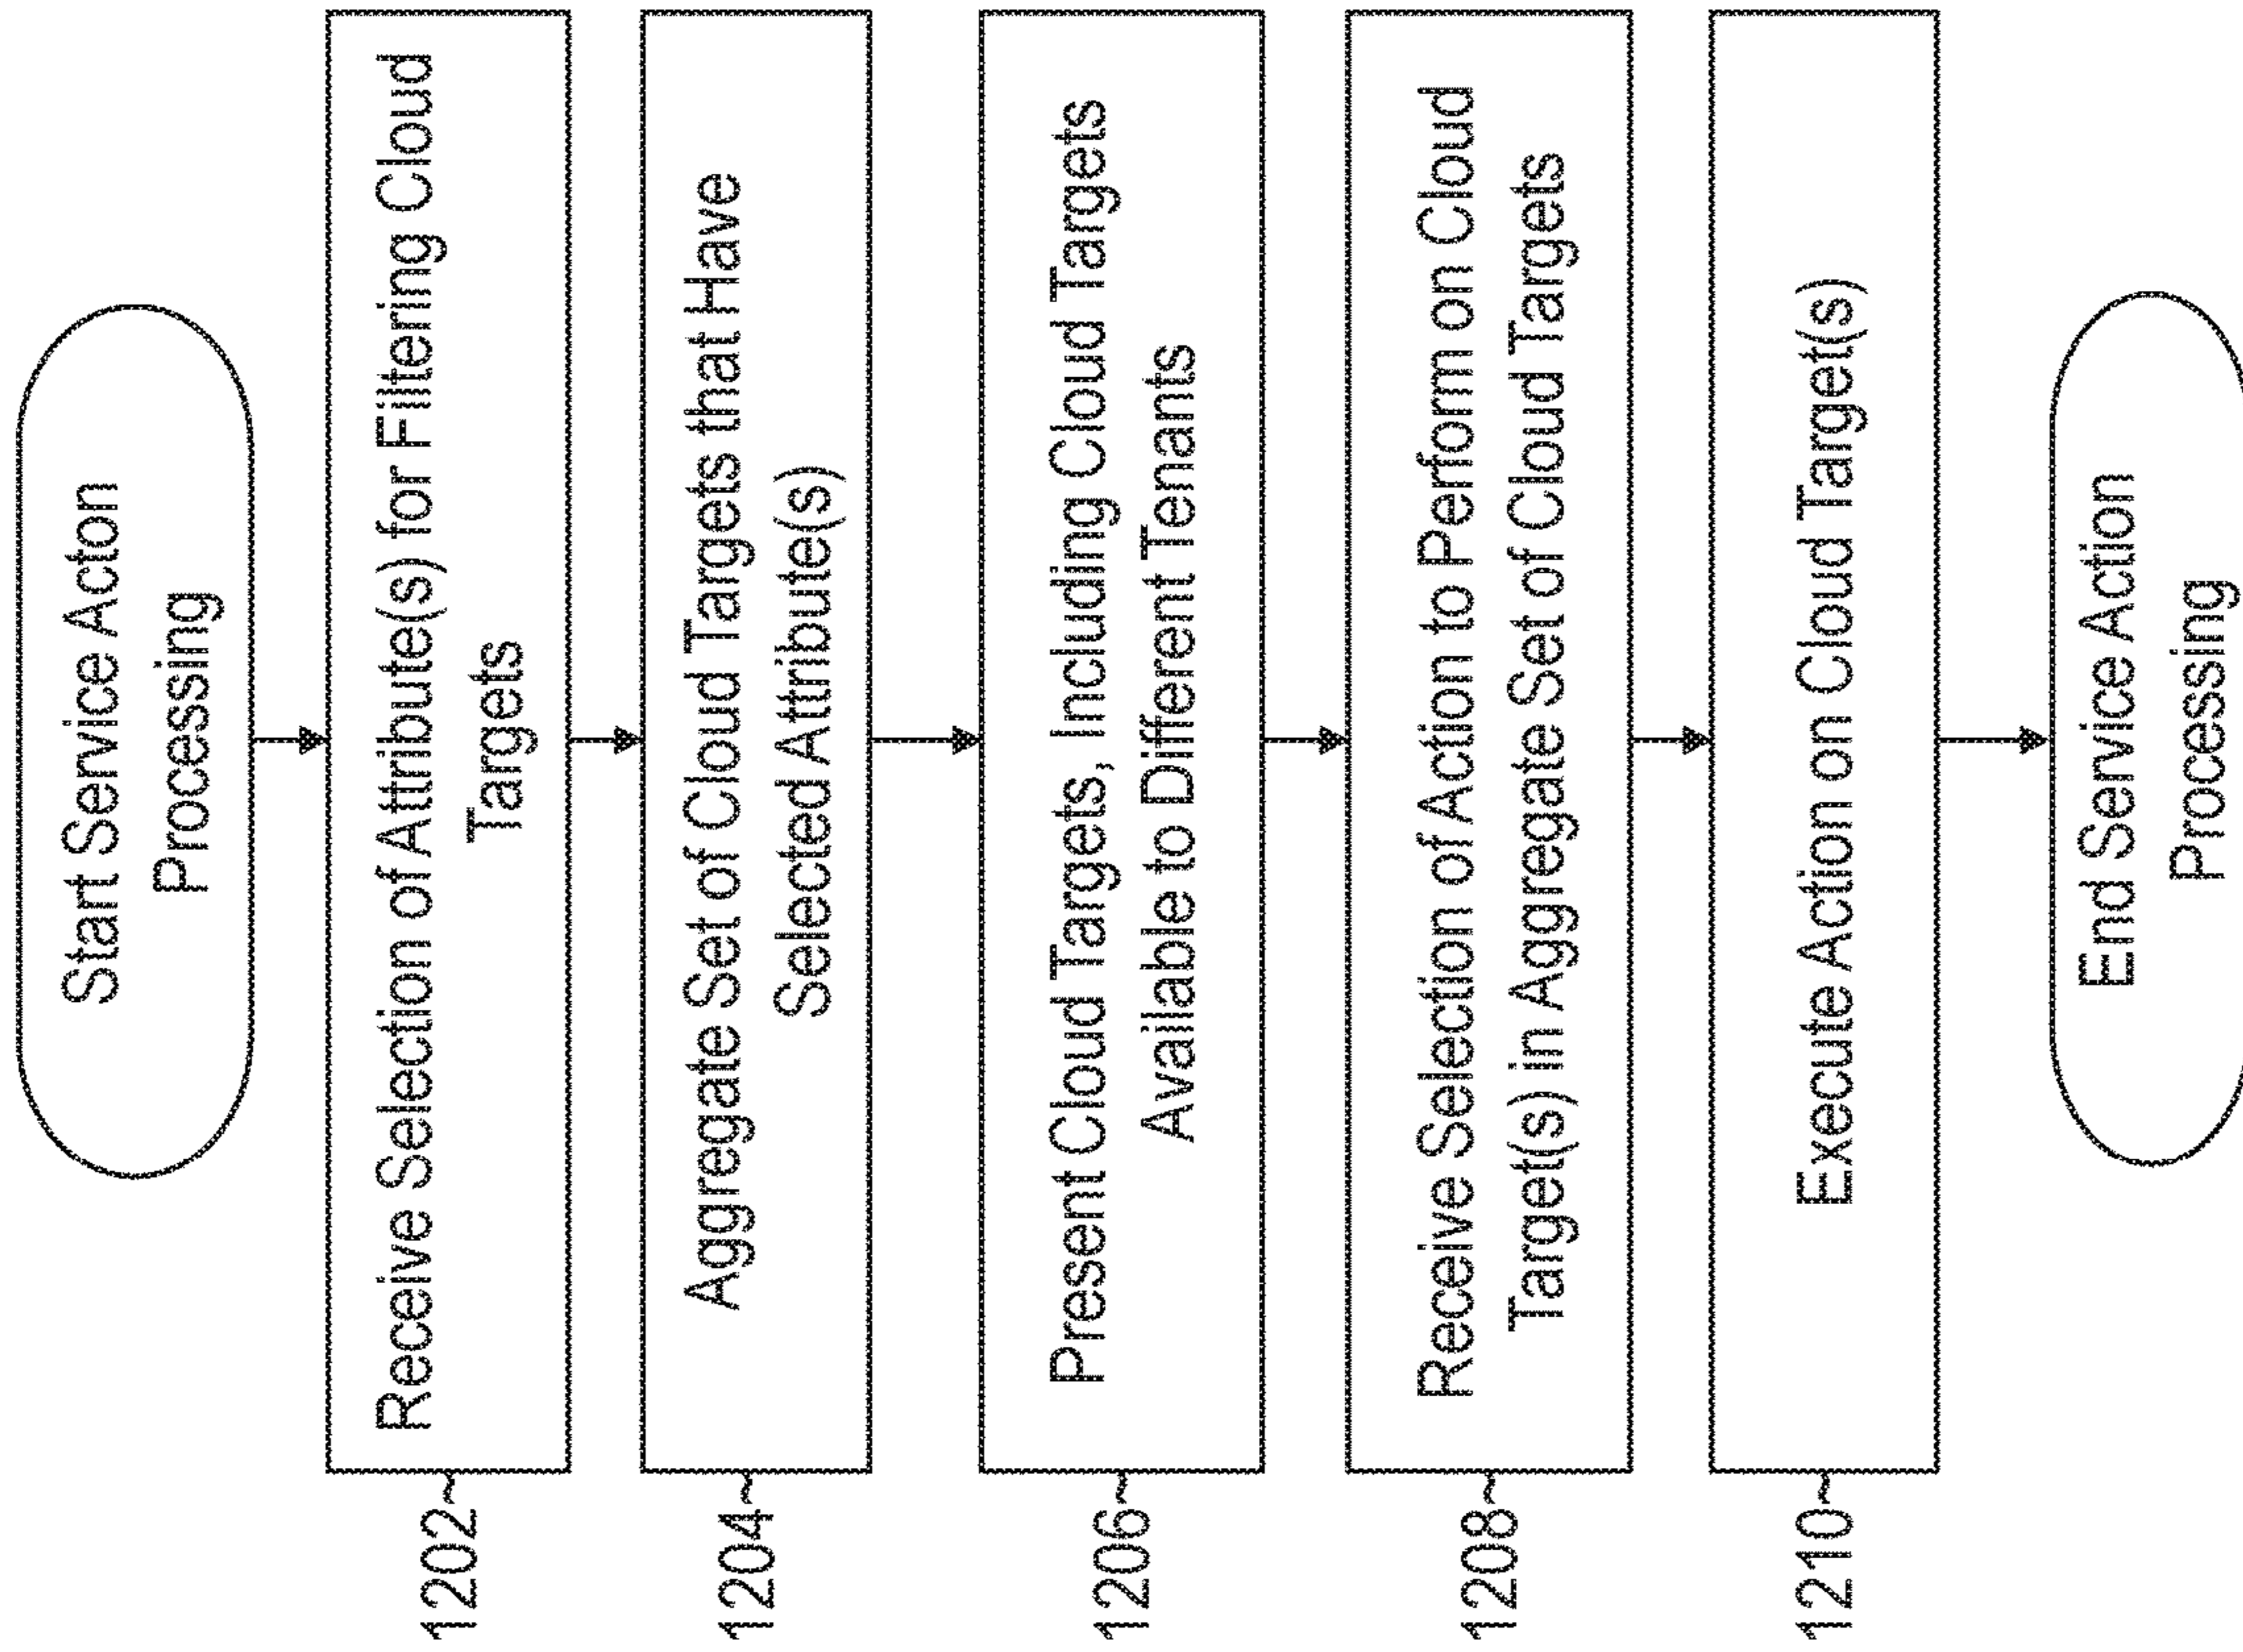 Start Service Acton
Processing
1202~
Receive Selection of Attribute(s) for Filtering Cloud
Targets
1204~
Aggregate Set of Cloud Targets that Have
Selected Attribute(s)
1206~
Present Cloud Targets, Including Cloud Targets
Available to Different Tenants
1208~
Receive Selection of Action to Perform on Cloud
Target(s) in Aggregate Set of Cloud Targets
1210~
Execute Action on Cloud Target(s)
End Service Action
Processing